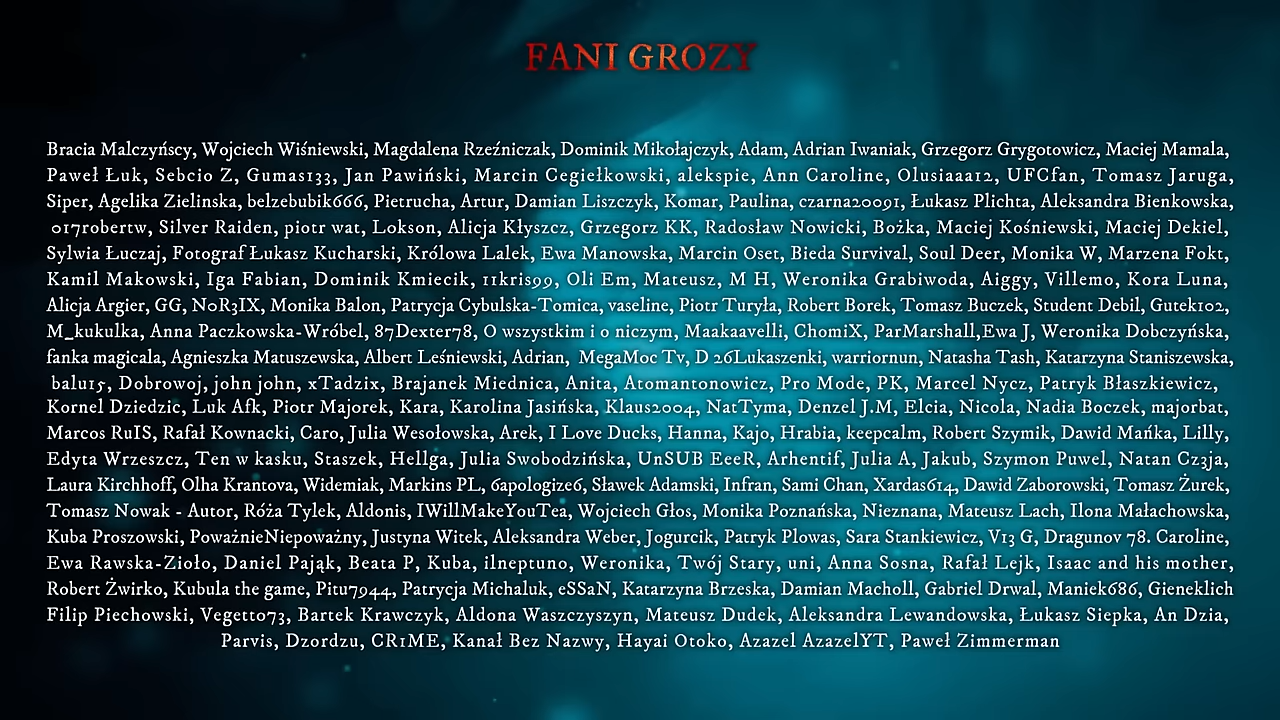 FANI GROZY
Bracia Malczyńscy, Wojciech Wiśniewski, Magdalena Rzeźniczak, Dominik Mikołajczyk, Adam, Adrian Iwaniak, Grzegorz Grygotowicz, Maciej Mamala,
Paweł Łuk, Sebcio Z, Gumas133, Jan Pawiński, Marcin Cegiełkowski, alekspie, Ann Caroline, Olusiaaa12, UFCfan, Tomasz Jaruga,
Siper, Agelika Zielinska, belzebubik666, Pietrucha, Artur, Damian Liszczyk, Komar, Paulina, czarna20091, Łukasz Plichta, Aleksandra Bienkowska,
017robertw, Silver Raiden, piotr wat, Lokson, Alicja Kłyszcz, Grzegorz KK, Radosław Nowicki, Bożka, Maciej Kośniewski, Maciej Dekiel,
Sylwia Łuczaj, Fotograf Łukasz Kucharski, Królowa Lalek, Ewa Manowska, Marcin Oset, Bieda Survival, Soul Deer, Monika W, Marzena Fokt,
Kamil Makowski, Iga Fabian, Dominik Kmiecik, 11kris99, Oli Em, Mateusz, M H, Weronika Grabiwoda, Aiggy, Villemo, Kora Luna,
Alicja Argier, GG, N0R3IX, Monika Balon, Patrycja Cybulska-Tomica, vaseline, Piotr Turyła, Robert Borek, Tomasz Buczek, Student Debil, Gutek102,
M_kukulka, Anna Paczkowska-Wróbel, 87Dexter78, O wszystkim i o niczym, Maakaavelli, ChomiX, ParMarshall,Ewa J, Weronika Dobczyńska,
fanka magicala, Agnieszka Matuszewska, Albert Leśniewski, Adrian, MegaMoc Tv, D 26Lukaszenki, warriornun, Natasha Tash, Katarzyna Staniszewska,
balu15, Dobrowoj, john john, xTadzix, Brajanek Miednica, Anita, Atomantonowicz, Pro Mode, PK, Marcel Nycz, Patryk Błaszkiewicz,
Kornel Dziedzic, Luk Afk, Piotr Majorek, Kara, Karolina Jasińska, Klaus2004, NatTyma, Denzel J.M, Elcia, Nicola, Nadia Boczek, majorbat,
Marcos RuIS, Rafał Kownacki, Caro, Julia Wesołowska, Arek, I Love Ducks, Hanna, Kajo, Hrabia, keepcalm, Robert Szymik, Dawid Mańka, Lilly,
Edyta Wrzeszcz, Ten w kasku, Staszek, Hellga, Julia Swobodzińska, UnSUB EeeR, Arhentif, Julia A, Jakub, Szymon Puwel, Natan Cz3ja,
Laura Kirchhoff, Olha Krantova, Widemiak, Markins PL, 6apologize6, Sławek Adamski, Infran, Sami Chan, Xardas614, Dawid Zaborowski, Tomasz Żurek,
Tomasz Nowak - Autor, Róża Tylek, Aldonis, IWillMakeYouTea, Wojciech Głos, Monika Poznańska, Nieznana, Mateusz Lach, Ilona Małachowska,
Kuba Proszowski, PoważnieNiepoważny, Justyna Witek, Aleksandra Weber, Jogurcik, Patryk Plowas, Sara Stankiewicz, V13 G, Dragunov 78. Caroline,
Ewa Rawska-Zioło, Daniel Pająk, Beata P, Kuba, ilneptuno, Weronika, Twój Stary, uni, Anna Sosna, Rafał Lejk, Isaac and his mother,
Robert Żwirko, Kubula the game, Pitu7944, Patrycja Michaluk, eSSaN, Katarzyna Brzeska, Damian Macholl, Gabriel Drwal, Maniek686, Gieneklich
Filip Piechowski, Vegetto73, Bartek Krawczyk, Aldona Waszczyszyn, Mateusz Dudek, Aleksandra Lewandowska, Łukasz Siepka, An Dzia,
Parvis, Dzordzu, CR1ME, Kanał Bez Nazwy, Hayai Otoko, Azazel AzazelYT, Paweł Zimmerman